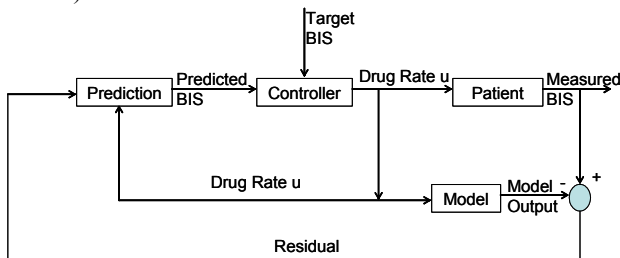 )
Target
BIS
Prediction
Predicted
BIS
Controller
Drug Rate u
Patient
Measured
BIS
Drug Rate u
Model
Model
Output
-
+
Residual